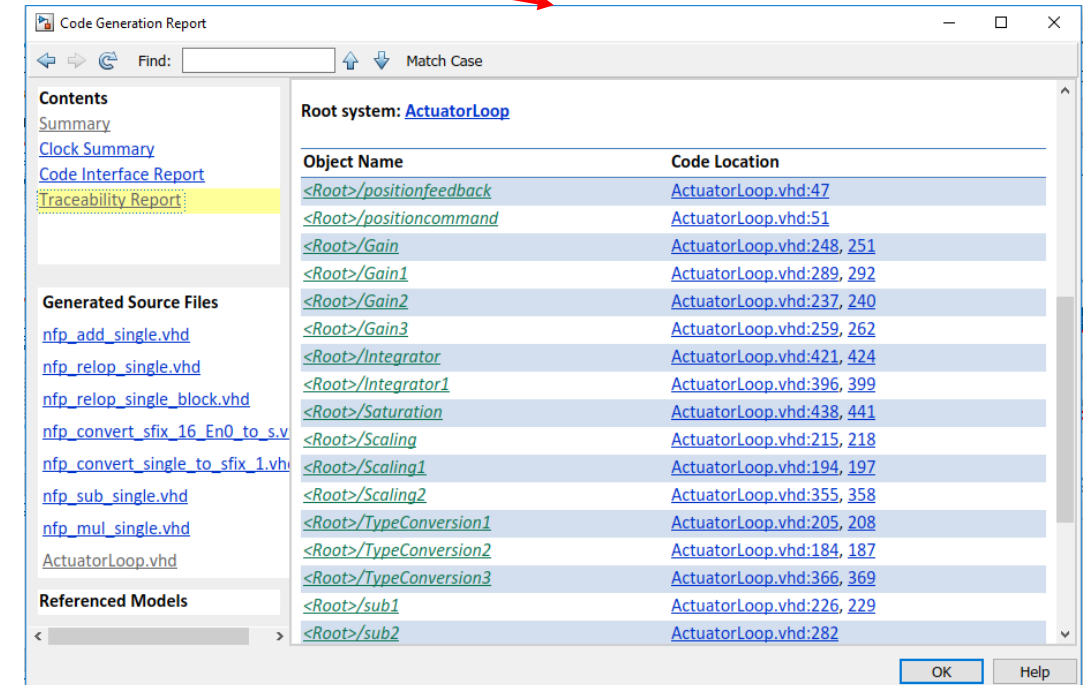 Code Generation Report
Find: Match Case
Contents
Summary
Clock Summary
Code Interface Report
Traceability Report
Generated Source Files
nfp_add_single.vhd
nfp_relop_single.vhd
nfp_relop_single_block.vhd
nfp_convert_sfix_16_En0_to_s.v
nfp_convert_single_to_sfix_1.vh
nfp_sub_single.vhd
nfp_mul_single.vhd
ActuatorLoop.vhd
Referenced Models
Root system: ActuatorLoop
Object Name Code Location
<Root>/positionfeedback ActuatorLoop.vhd:47
<Root>/positioncommand ActuatorLoop.vhd:51
<Root>/Gain ActuatorLoop.vhd:248, 251
<Root>/Gain1 ActuatorLoop.vhd:289, 292
<Root>/Gain2 ActuatorLoop.vhd:237, 240
<Root>/Gain3 ActuatorLoop.vhd:259, 262
<Root>/Integrator ActuatorLoop.vhd:421, 424
<Root>/Integrator1 ActuatorLoop.vhd:396, 399
<Root>/Saturation ActuatorLoop.vhd:438, 441
<Root>/Scaling ActuatorLoop.vhd:215, 218
<Root>/Scaling1 ActuatorLoop.vhd:194, 197
<Root>/Scaling2 ActuatorLoop.vhd:355, 358
<Root>/TypeConversion1 ActuatorLoop.vhd:205, 208
<Root>/TypeConversion2 ActuatorLoop.vhd:184, 187
<Root>/TypeConversion3 ActuatorLoop.vhd:366, 369
<Root>/sub1 ActuatorLoop.vhd:226, 229
<Root>/sub2 ActuatorLoop.vhd:282
OK Help